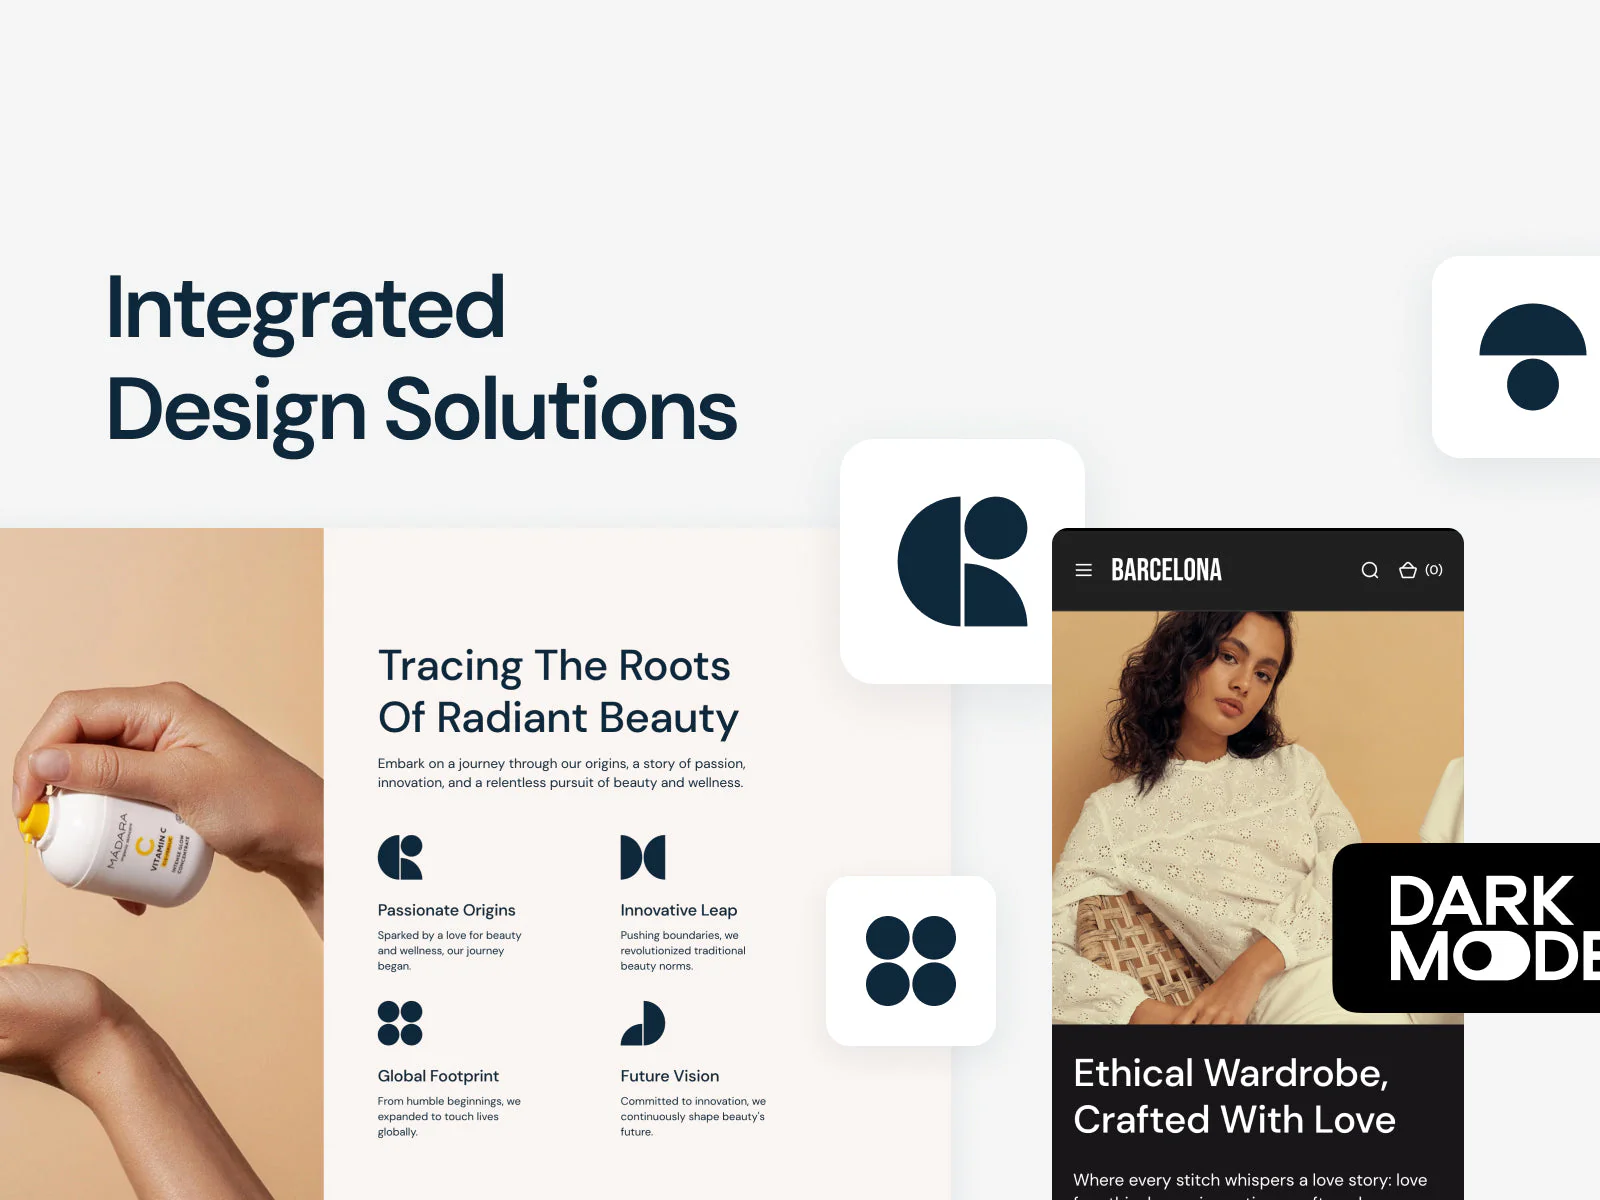 Integrated
Design Solutions
Tracing The Roots
Of Radiant Beauty
Embark on a journey through our origins, a story of passion,
innovation, and a relentless pursuit of beauty and wellness.
Passionate Origins
Sparked by a love for beauty
and wellness, our journey
began.
Innovative Leap
Pushing boundaries, we
revolutionized traditional
beauty norms.
Global Footprint
From humble beginnings, we
expanded to touch lives
globally.
Future Vision
Committed to innovation, we
continuously shape beauty's
future.
MÁDARA
C
VITAMIN C
INTENSE GLOW
CONCENTRATE
BARCELONA
(0)
DARK
MODE
Ethical Wardrobe,
Crafted With Love
Where every stitch whispers a love story: love